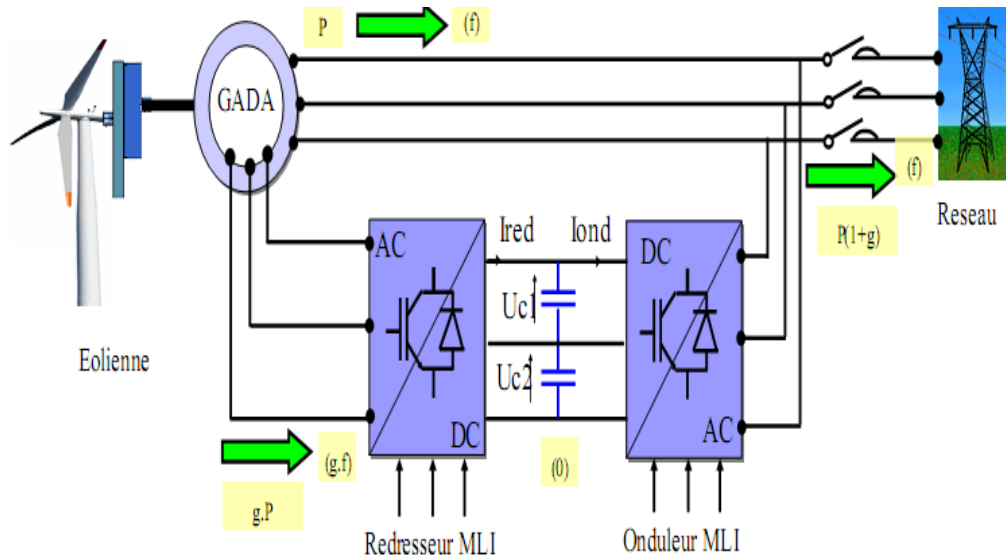 P
(f)
GADA
(f)
Reseau
P(1+g)
Ired
Iond
AC
DC
Uc1
Uc2
Eolienne
DC
AC
(g.f)
(0)
g.P
Redresseur MLI
Onduleur MLI